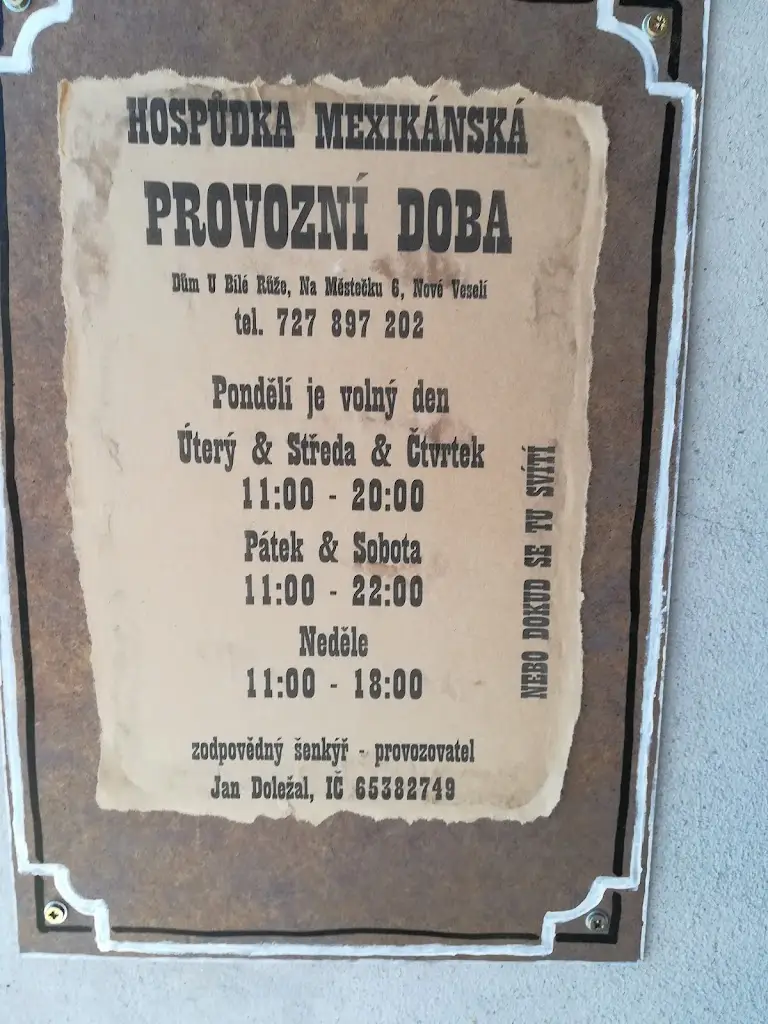 HOSPŮDKA MEXIKÁNSKÁ
PROVOZNÍ DOBA
Dům U Bílé Růže, Na Městečku 6, Nové Veselí
tel. 727 897 202
Pondělí je volný den
Úterý & Středa & Čtvrtek
11:00 - 20:00
Pátek & Sobota
11:00 - 22:00
Neděle
11:00 - 18:00
NEBO DOKUD SE TU SVÍTÍ
zodpovědný šenkýř - provozovatel
Jan Doležal, IČ 65382749